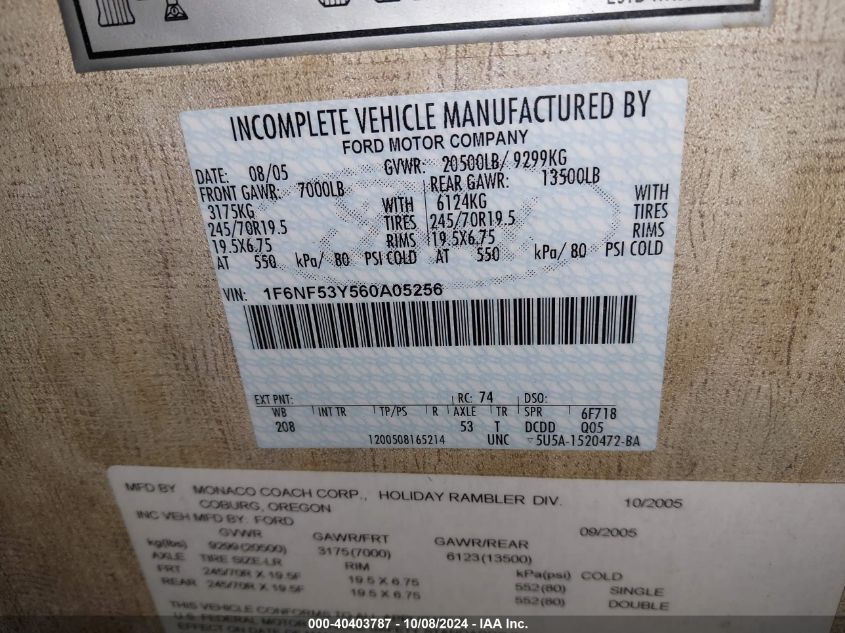 INCOMPLETE VEHICLE MANUFACTURED BY
FORD MOTOR COMPANY
DATE: 08/05 GVWR: 20500LB/ 9299KG
FRONT GAWR: 7000LB REAR GAWR: 13500LB
3175KG WITH 6124KG WITH
245/70R19.5 TIRES 245/70R19.5 TIRES
19.5X6.75 RIMS 19.5X6.75 RIMS
AT 550 kPa/ 80 PSI COLD AT 550 kPa/ 80 PSI COLD
VIN: 1F6NF53Y560A05256
EXT PNT: RC: 74 DSO:
WB INT TR TP/PS R AXLE TR SPR 6F718
208 53 T DCDD Q05
1200508165214 UNC 5U5A-1520472-BA
MFD BY MONACO COACH CORP., HOLIDAY RAMBLER DIV. 10/2005
COBURG, OREGON
INC VEH MFD BY: FORD 09/2005
GVWR GAWR/FRT GAWR/REAR
kg(lbs) 9299(20500) 3175(7000) 6123(13500)
AXLE TIRE SIZE-LR RIM kPa(psi) COLD
FRT 245/70R X 19.5F 19.5 X 6.75 552(80) SINGLE
REAR 245/70R X 19.5F 19.5 X 6.75 552(80) DOUBLE
THIS VEHICLE CONFORMS TO ALL
U.S. FEDERAL MOTOR
EFFECT ON
000-40403787 - 10/08/2024 - IAA Inc.